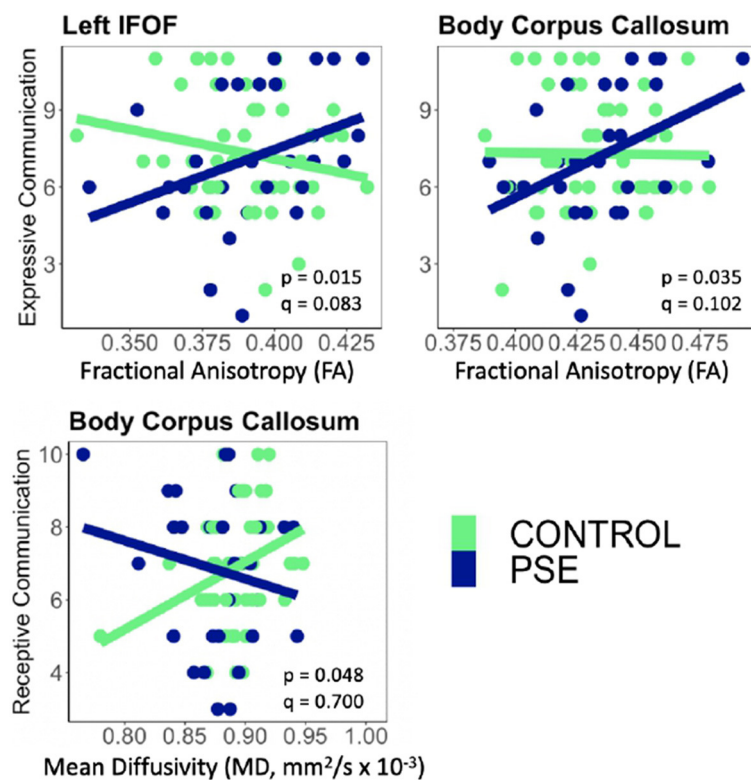 Left IFOF
Expressive Communication
9
6
3
p = 0.015
q = 0.083
0.350 0.375 0.400 0.425
Fractional Anisotropy (FA)
Body Corpus Callosum
9
6
3
p = 0.035
q = 0.102
0.375 0.400 0.425 0.450 0.475
Fractional Anisotropy (FA)
Body Corpus Callosum
Receptive Communication
10
8
6
4
p = 0.048
q = 0.700
0.80 0.85 0.90 0.95 1.00
Mean Diffusivity (MD, mm²/s x 10⁻³)
CONTROL
PSE